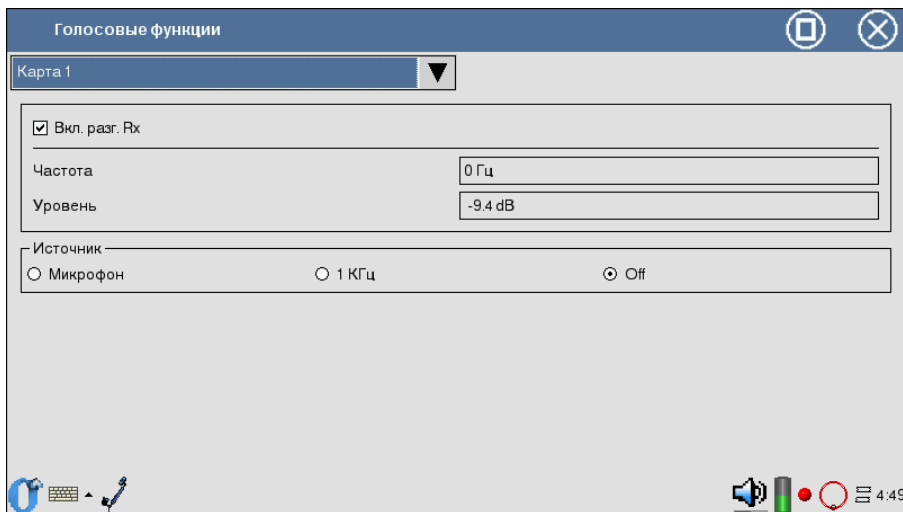 Голосовые функции
Карта 1
Вкл. разг. Rx
Частота 0 Гц
Уровень -9.4 dB
Источник
Микрофон 1 КГц Off
4:49